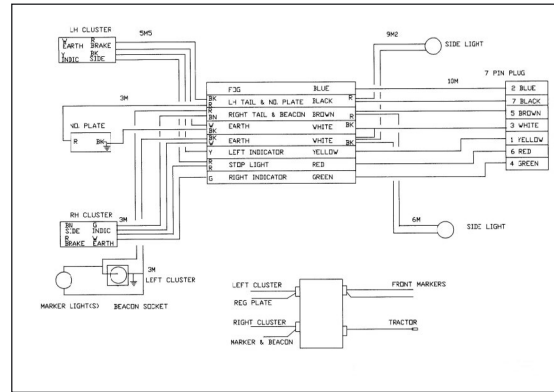 LH CLUSTER
W R
EARTH BRAKE
Y BK
INDIC SIDE
5M5
9M2
SIDE LIGHT
10M
7 PIN PLUG
3M
NO. PLATE
R BK
FOG BLUE
BK LH TAIL & NO. PLATE BLACK R
R
R RIGHT TAIL & BEACON BROWN
BN R
W EARTH WHITE BK
BK
BK EARTH WHITE BK
W
Y LEFT INDICATOR YELLOW
R STOP LIGHT RED
R
G RIGHT INDICATOR GREEN
2 BLUE
7 BLACK
5 BROWN
3 WHITE
1 YELLOW
6 RED
4 GREEN
RH CLUSTER
3M
BN G
SIDE INDIC
R W
BRAKE EARTH
6M
SIDE LIGHT
3M
LEFT CLUSTER
MARKER LIGHT(S) BEACON SOCKET
LEFT CLUSTER
REG PLATE
FRONT MARKERS
RIGHT CLUSTER
MARKER & BEACON
TRACTOR